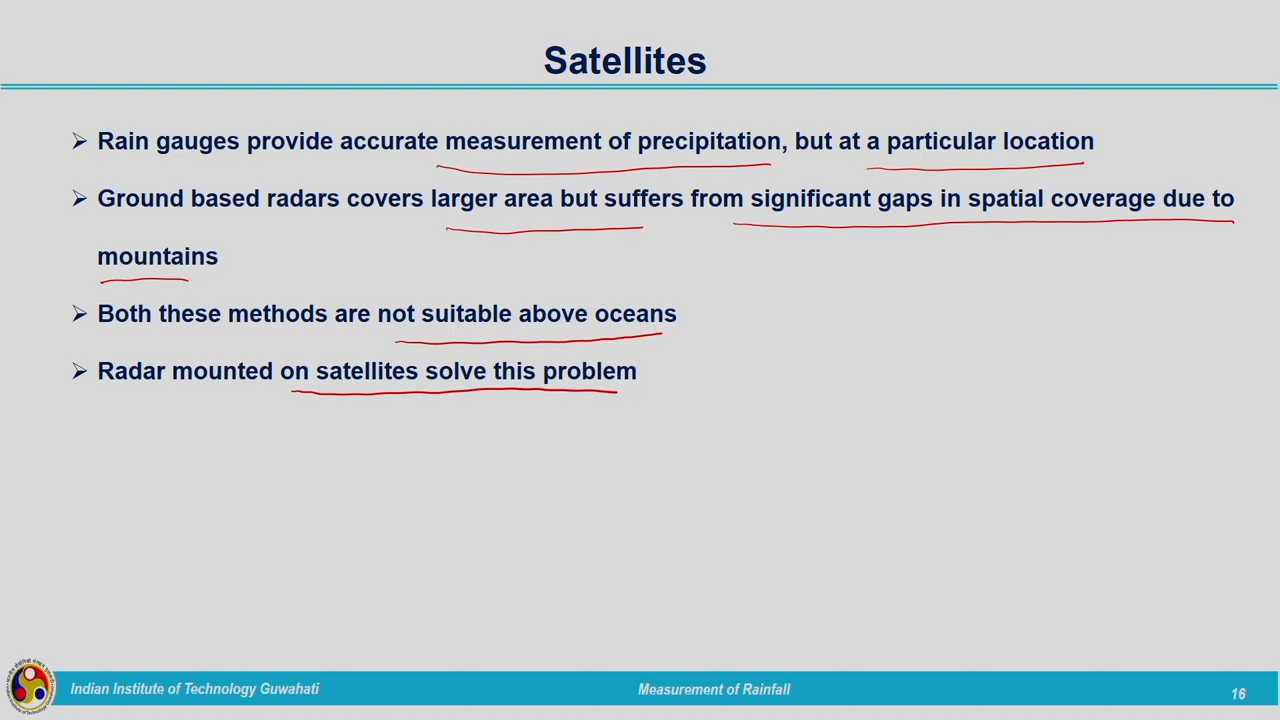 Satellites
➢ Rain gauges provide accurate measurement of precipitation, but at a particular location
➢ Ground based radars covers larger area but suffers from significant gaps in spatial coverage due to
mountains
➢ Both these methods are not suitable above oceans
➢ Radar mounted on satellites solve this problem
Indian Institute of Technology Guwahati
Measurement of Rainfall
16